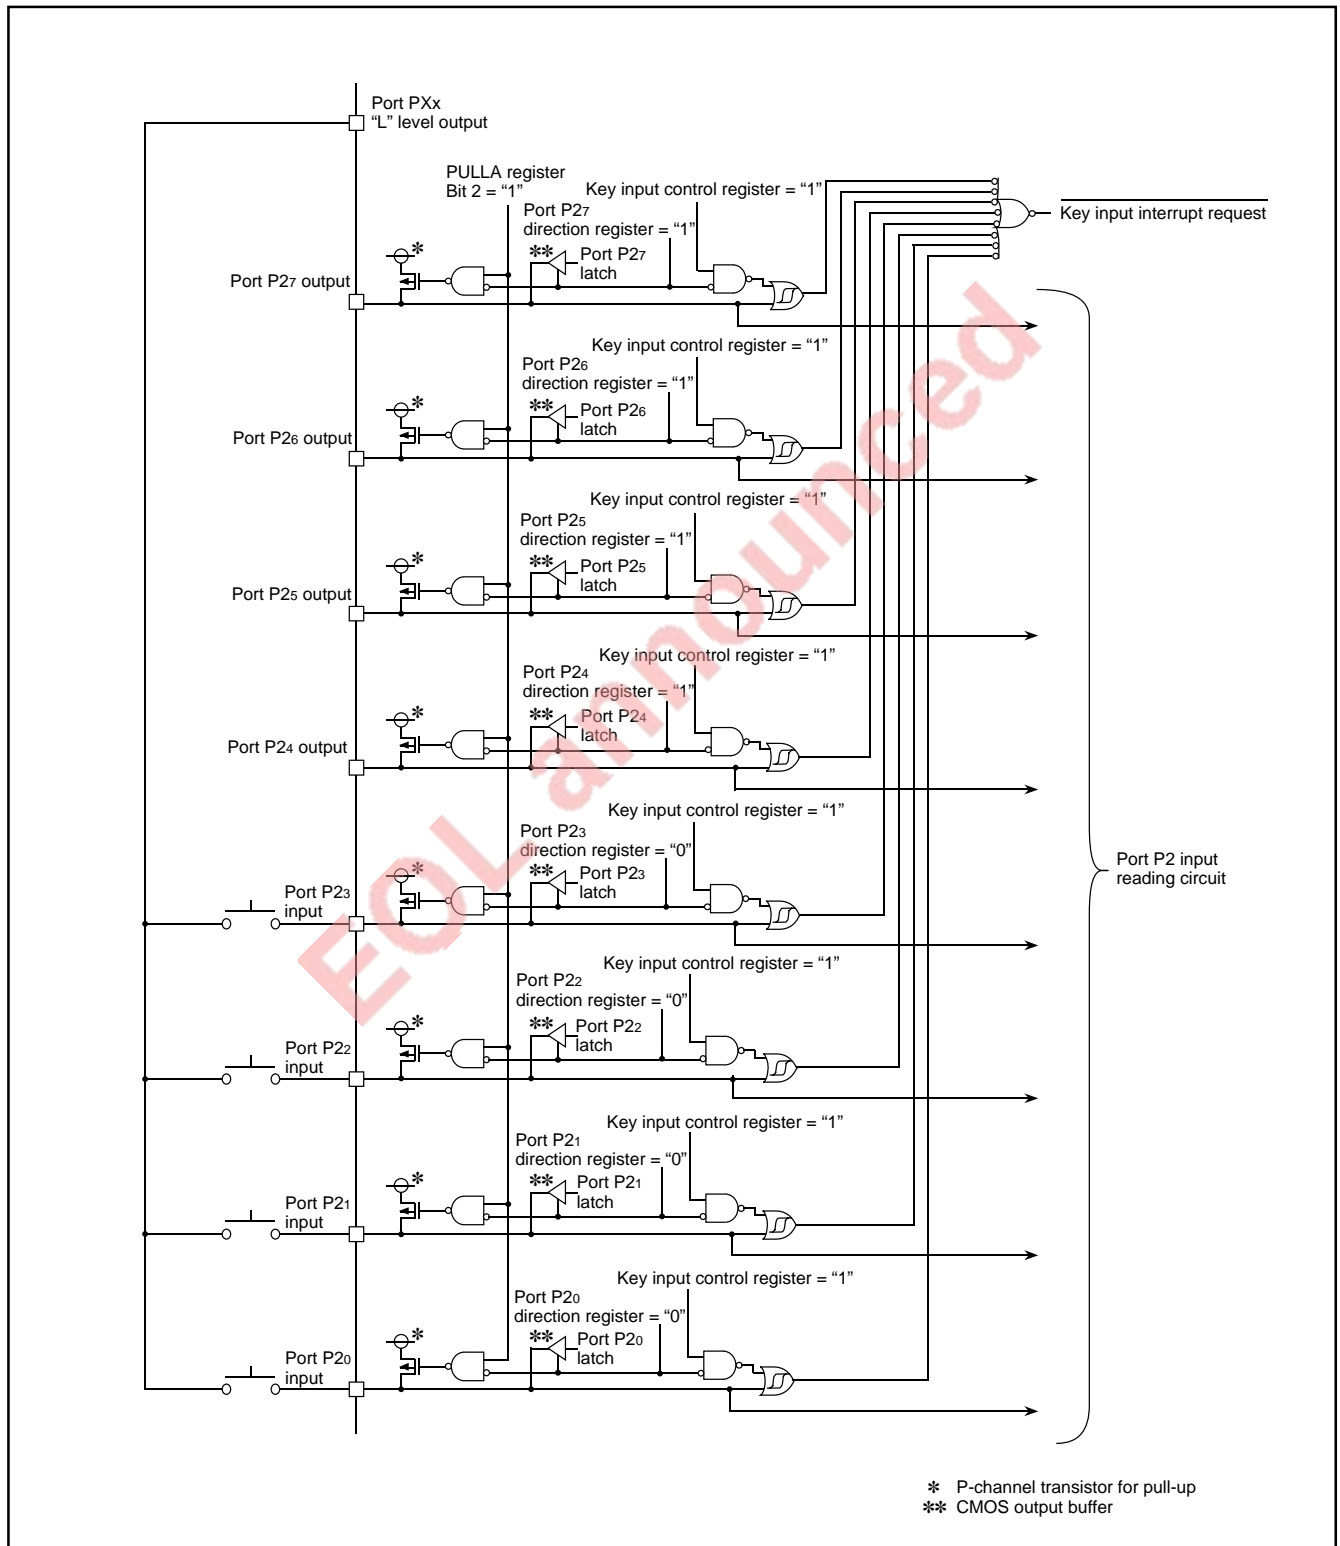 Port PXx
“L” level output
PULLA register
Bit 2 = “1”
Key input control register = “1”
Port P27
direction register = “1”
** Port P27
latch
*
Port P27 output
Key input interrupt request
Key input control register = “1”
Port P26
direction register = “1”
** Port P26
latch
*
Port P26 output
Key input control register = “1”
Port P25
direction register = “1”
** Port P25
latch
*
Port P25 output
Key input control register = “1”
Port P24
direction register = “1”
** Port P24
latch
*
Port P24 output
Key input control register = “1”
Port P23
direction register = “0”
** Port P23
latch
*
Port P23
input
Port P2 input
reading circuit
Key input control register = “1”
Port P22
direction register = “0”
** Port P22
latch
*
Port P22
input
Key input control register = “1”
Port P21
direction register = “0”
** Port P21
latch
*
Port P21
input
Key input control register = “1”
Port P20
direction register = “0”
** Port P20
latch
*
Port P20
input
* P-channel transistor for pull-up
** CMOS output buffer
EOL announced